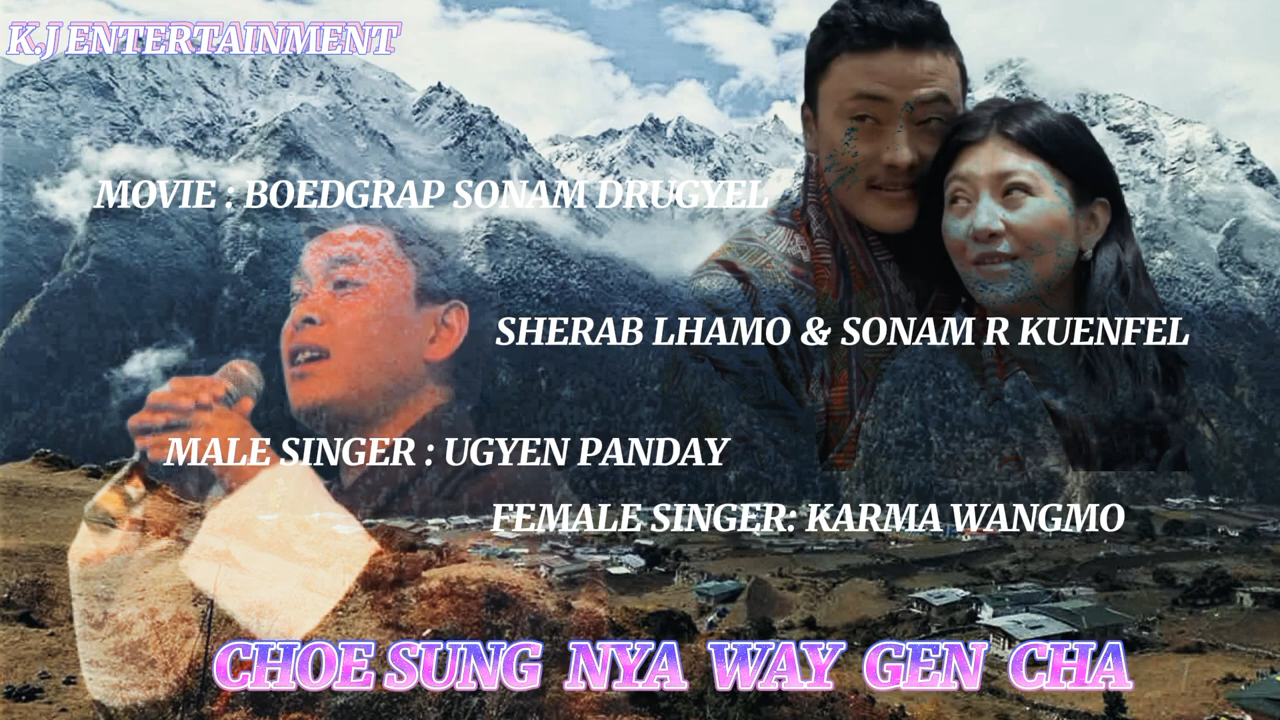 K.J ENTERTAINMENT
MOVIE : BOEDGRAP SONAM DRUGYEL
SHERAB LHAMO & SONAM R KUENFEL
MALE SINGER : UGYEN PANDAY
FEMALE SINGER: KARMA WANGMO
CHOE SUNG NYA WAY GEN CHA